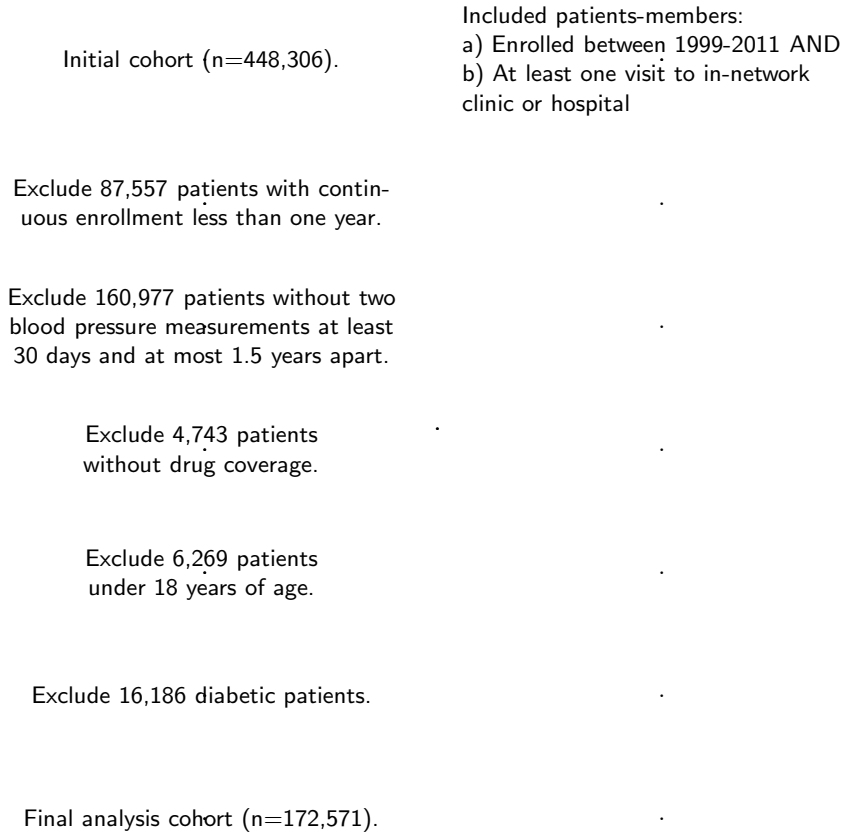 Initial cohort (n=448,306).
Included patients-members:
a) Enrolled between 1999-2011 AND
b) At least one visit to in-network
clinic or hospital
Exclude 87,557 patients with contin-
uous enrollment less than one year.
Exclude 160,977 patients without two
blood pressure measurements at least
30 days and at most 1.5 years apart.
Exclude 4,743 patients
without drug coverage.
Exclude 6,269 patients
under 18 years of age.
Exclude 16,186 diabetic patients.
Final analysis cohort (n=172,571).